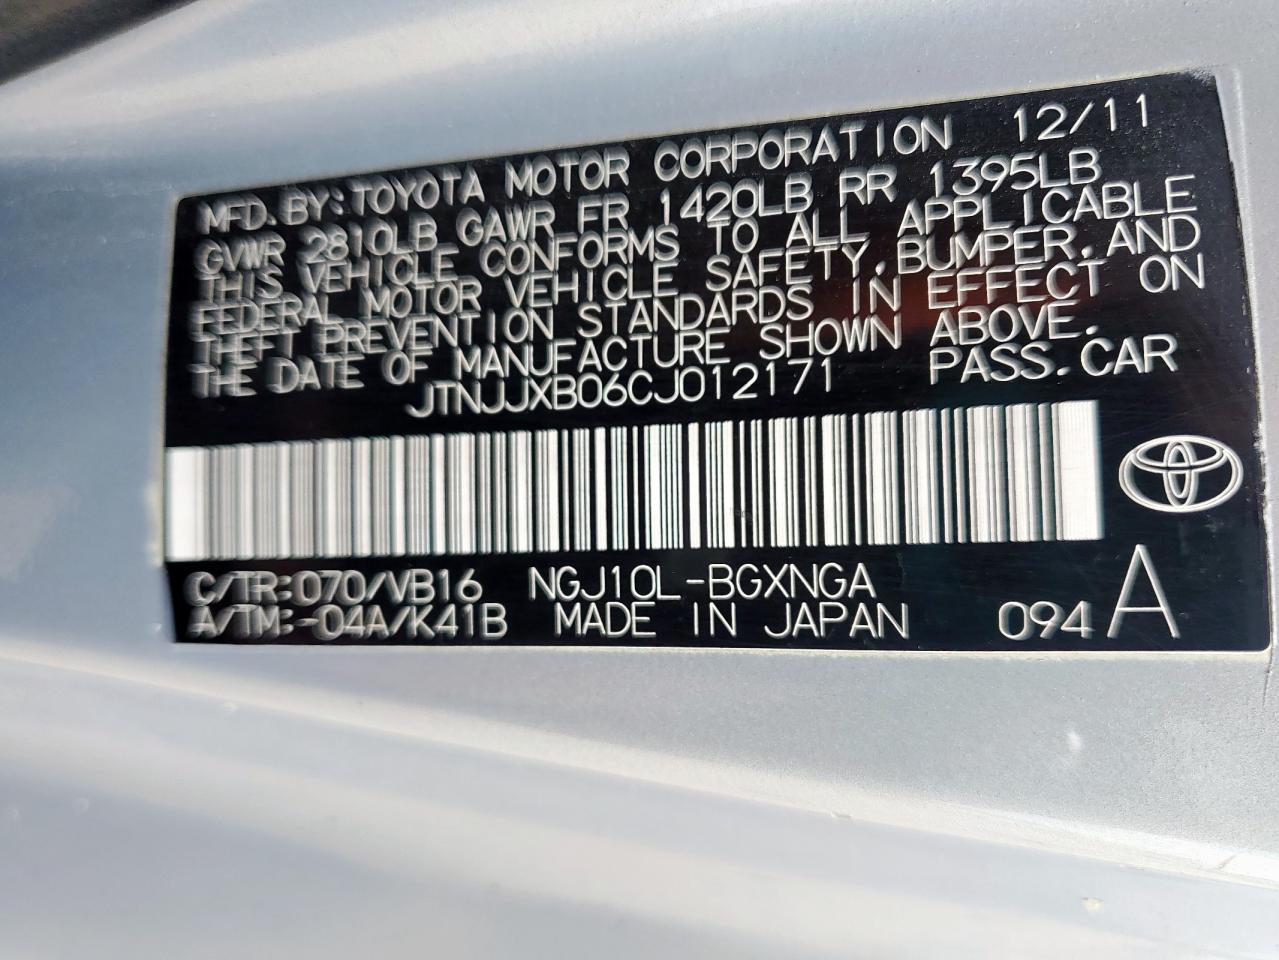 MFD. BY: TOYOTA MOTOR CORPORATION 12/11
GVWR 2810LB GAWR FR 1420LB RR 1395LB
THIS VEHICLE CONFORMS TO ALL APPLICABLE
FEDERAL MOTOR VEHICLE SAFETY, BUMPER, AND
THEFT PREVENTION STANDARDS IN EFFECT ON
THE DATE OF MANUFACTURE SHOWN ABOVE.
JTNJJXB06CJ012171 PASS. CAR
C/TR:070/VB16 NGJ10L-BGXNGA
A/TM:-04A/K41B MADE IN JAPAN 094 A